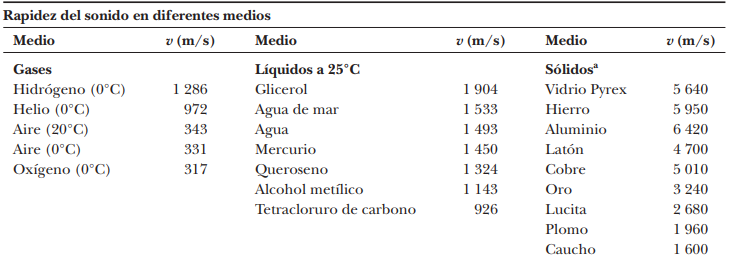 Rapidez del sonido en diferentes medios
Medio v (m/s) Medio v (m/s) Medio v (m/s)
Gases Líquidos a 25°C Sólidosª
Hidrógeno (0°C) 1 286 Glicerol 1 904 Vidrio Pyrex 5 640
Helio (0°C) 972 Agua de mar 1 533 Hierro 5 950
Aire (20°C) 343 Agua 1 493 Aluminio 6 420
Aire (0°C) 331 Mercurio 1 450 Latón 4 700
Oxígeno (0°C) 317 Queroseno 1 324 Cobre 5 010
Alcohol metílico 1 143 Oro 3 240
Tetracloruro de carbono 926 Lucita 2 680
Plomo 1 960
Caucho 1 600